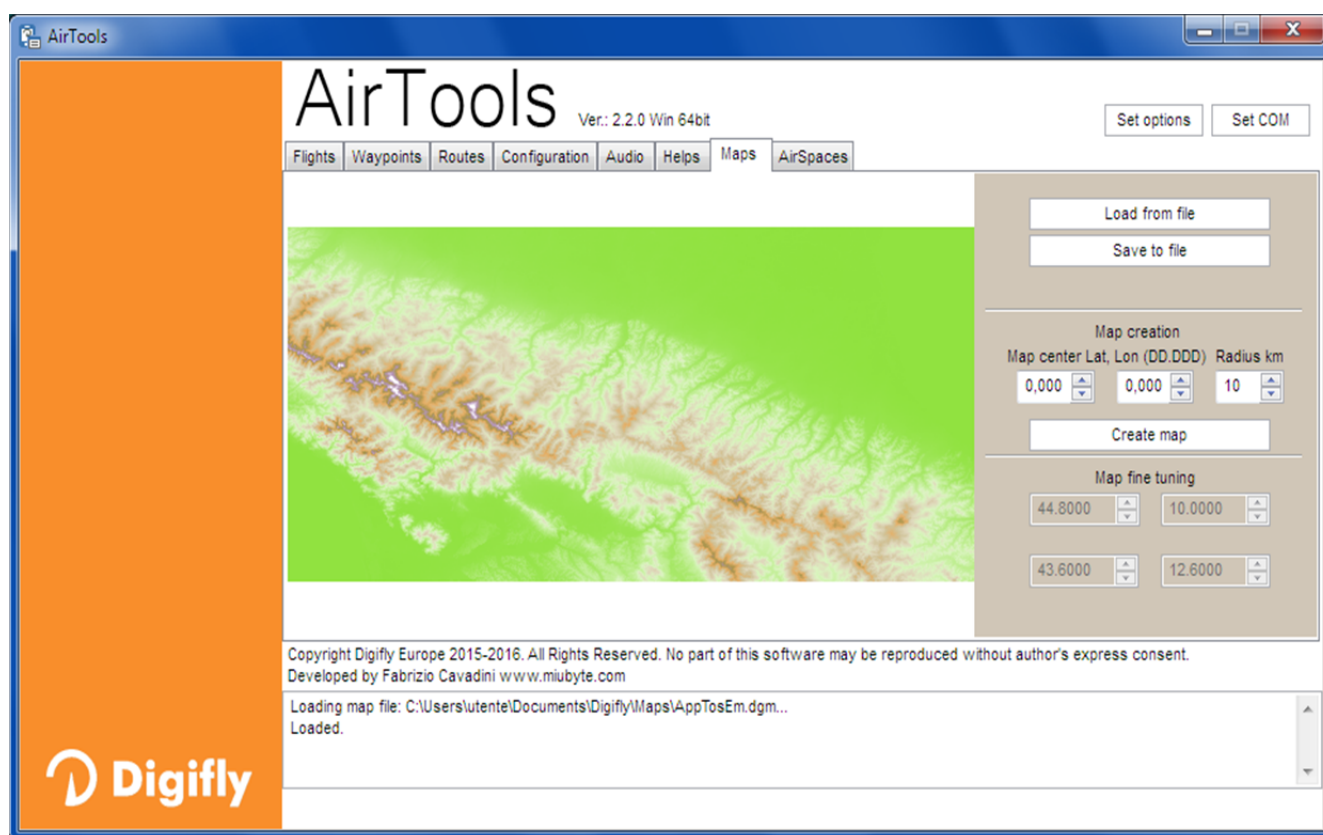 AirTools
AirTools Ver.: 2.2.0 Win 64bit
Set options Set COM
Flights Waypoints Routes Configuration Audio Helps Maps AirSpaces
Load from file
Save to file
Map creation
Map center Lat, Lon (DD.DDD) Radius km
0,000 0,000 10
Create map
Map fine tuning
44.8000 10.0000
43.6000 12.6000
Copyright Digifly Europe 2015-2016. All Rights Reserved. No part of this software may be reproduced without author's express consent.
Developed by Fabrizio Cavadini www.miubyte.com
Loading map file: C:\Users\utente\Documents\Digifly\Maps\AppTosEm.dgm...
Loaded.
Digifly